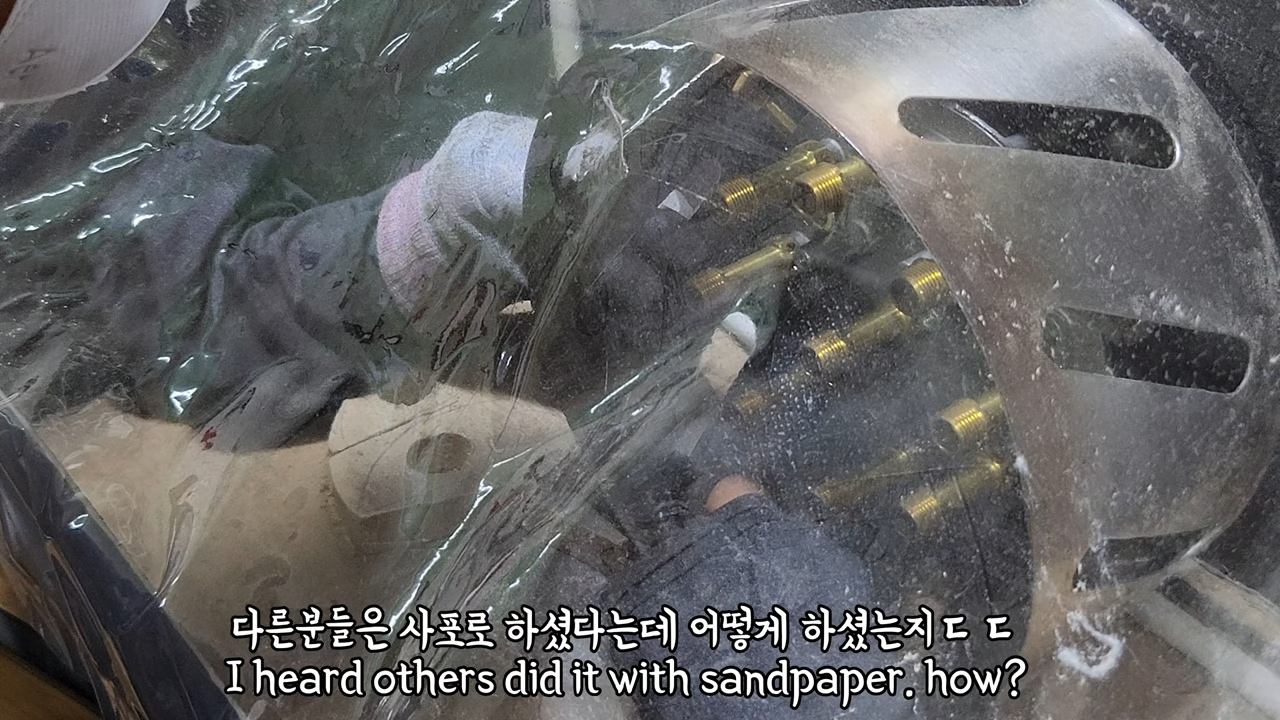 다른분들은 사포로 하셨다는데 어떻게 하셨는지ㄷ ㄷ
I heard others did it with sandpaper. how?